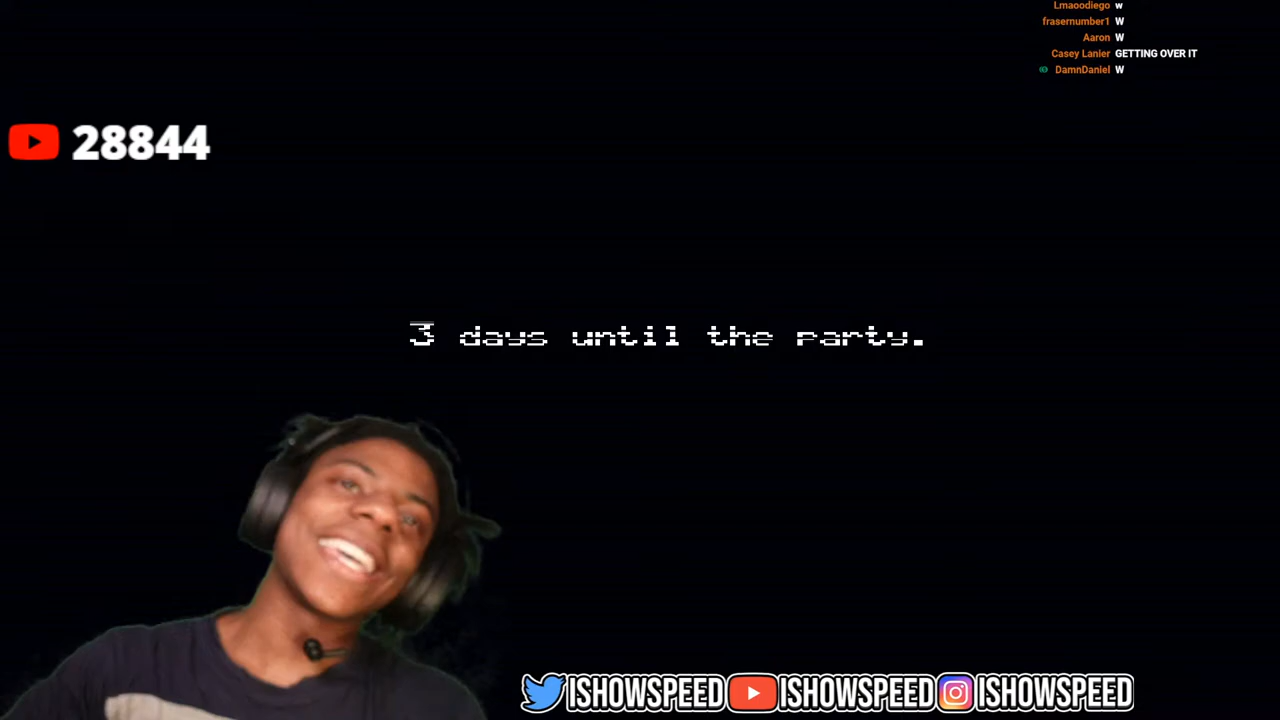 Lmaoodiego w
frasernumber1 W
Aaron W
Casey Lanier GETTING OVER IT
DamnDaniel W
28844
3 days until the party.
ISHOWSPEED ISHOWSPEED ISHOWSPEED